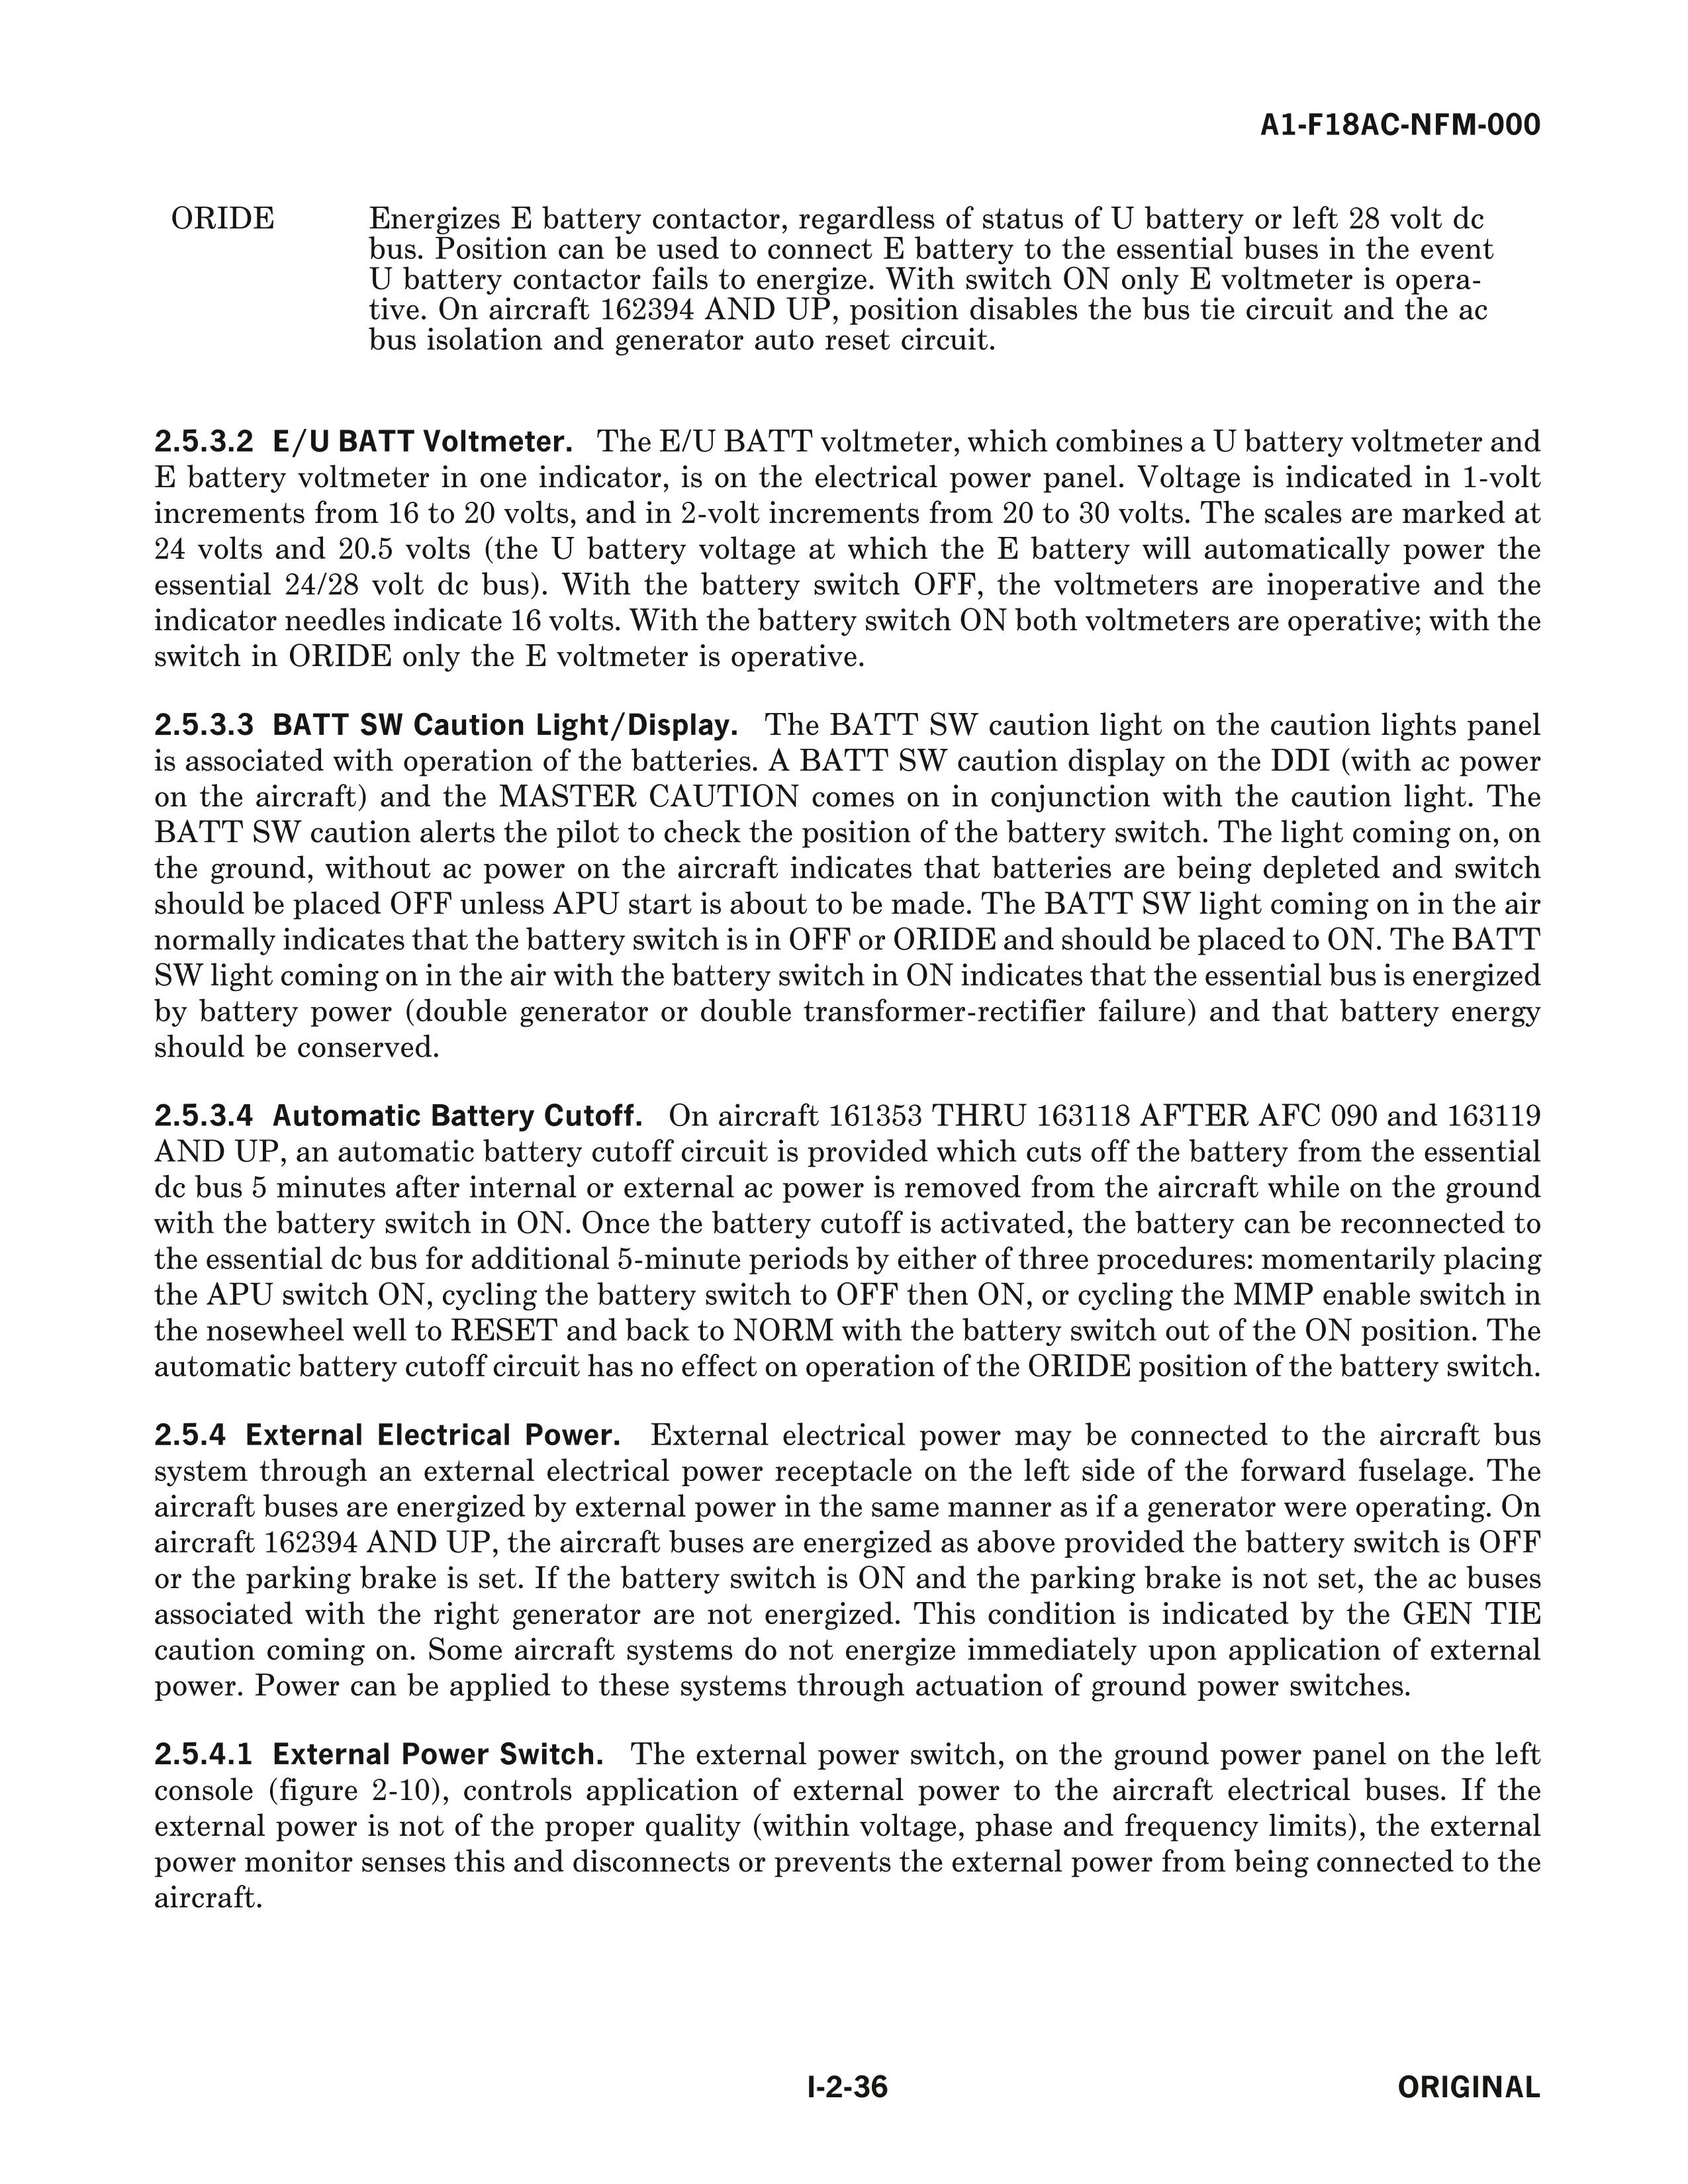 A1-F18AC-NFM-000
ORIDE Energizes E battery contactor, regardless of status of U battery or left 28 volt dc
bus. Position can be used to connect E battery to the essential buses in the event
U battery contactor fails to energize. With switch ON only E voltmeter is opera-
tive. On aircraft 162394 AND UP, position disables the bus tie circuit and the ac
bus isolation and generator auto reset circuit.
2.5.3.2 E/U BATT Voltmeter. The E/U BATT voltmeter, which combines a U battery voltmeter and
E battery voltmeter in one indicator, is on the electrical power panel. Voltage is indicated in 1-volt
increments from 16 to 20 volts, and in 2-volt increments from 20 to 30 volts. The scales are marked at
24 volts and 20.5 volts (the U battery voltage at which the E battery will automatically power the
essential 24/28 volt dc bus). With the battery switch OFF, the voltmeters are inoperative and the
indicator needles indicate 16 volts. With the battery switch ON both voltmeters are operative; with the
switch in ORIDE only the E voltmeter is operative.
2.5.3.3 BATT SW Caution Light/Display. The BATT SW caution light on the caution lights panel
is associated with operation of the batteries. A BATT SW caution display on the DDI (with ac power
on the aircraft) and the MASTER CAUTION comes on in conjunction with the caution light. The
BATT SW caution alerts the pilot to check the position of the battery switch. The light coming on, on
the ground, without ac power on the aircraft indicates that batteries are being depleted and switch
should be placed OFF unless APU start is about to be made. The BATT SW light coming on in the air
normally indicates that the battery switch is in OFF or ORIDE and should be placed to ON. The BATT
SW light coming on in the air with the battery switch in ON indicates that the essential bus is energized
by battery power (double generator or double transformer-rectifier failure) and that battery energy
should be conserved.
2.5.3.4 Automatic Battery Cutoff. On aircraft 161353 THRU 163118 AFTER AFC 090 and 163119
AND UP, an automatic battery cutoff circuit is provided which cuts off the battery from the essential
dc bus 5 minutes after internal or external ac power is removed from the aircraft while on the ground
with the battery switch in ON. Once the battery cutoff is activated, the battery can be reconnected to
the essential dc bus for additional 5-minute periods by either of three procedures: momentarily placing
the APU switch ON, cycling the battery switch to OFF then ON, or cycling the MMP enable switch in
the nosewheel well to RESET and back to NORM with the battery switch out of the ON position. The
automatic battery cutoff circuit has no effect on operation of the ORIDE position of the battery switch.
2.5.4 External Electrical Power. External electrical power may be connected to the aircraft bus
system through an external electrical power receptacle on the left side of the forward fuselage. The
aircraft buses are energized by external power in the same manner as if a generator were operating. On
aircraft 162394 AND UP, the aircraft buses are energized as above provided the battery switch is OFF
or the parking brake is set. If the battery switch is ON and the parking brake is not set, the ac buses
associated with the right generator are not energized. This condition is indicated by the GEN TIE
caution coming on. Some aircraft systems do not energize immediately upon application of external
power. Power can be applied to these systems through actuation of ground power switches.
2.5.4.1 External Power Switch. The external power switch, on the ground power panel on the left
console (figure 2-10), controls application of external power to the aircraft electrical buses. If the
external power is not of the proper quality (within voltage, phase and frequency limits), the external
power monitor senses this and disconnects or prevents the external power from being connected to the
aircraft.
I-2-36 ORIGINAL